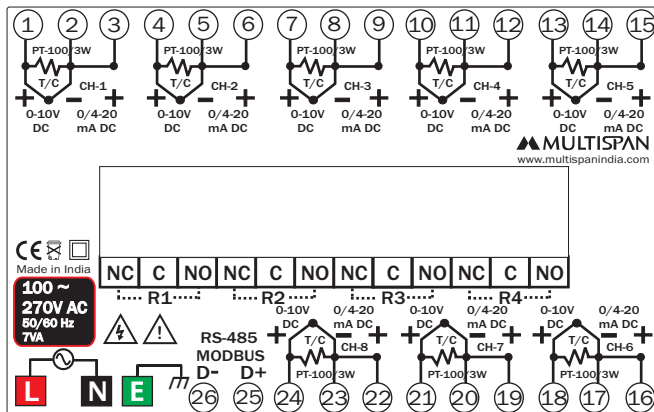 1 2 3 4 5 6 7 8 9 10 11 12 13 14 15
PT-100/3W PT-100/3W PT-100/3W PT-100/3W PT-100/3W
T/C CH-1 T/C CH-2 T/C CH-3 T/C CH-4 T/C CH-5
+ - + + - + + - + + - + + - +
0-10V 0/4-20 0-10V 0/4-20 0-10V 0/4-20 0-10V 0/4-20 0-10V 0/4-20
DC mA DC DC mA DC DC mA DC DC mA DC DC mA DC
MULTISPAN
www.multispanindia.com
CE
Made in India
NC C NO NC C NO NC C NO NC C NO
R1 R2 R3 R4
100 ~
270V AC
50/60 Hz
7VA
0-10V 0/4-20 0-10V 0/4-20 0-10V 0/4-20
DC mA DC DC mA DC DC mA DC
+ - + + - + + - +
T/C CH-8 T/C CH-7 T/C CH-6
PT-100/3W PT-100/3W PT-100/3W
RS-485
MODBUS
D- D+
L N E
26 25 24 23 22 21 20 19 18 17 16